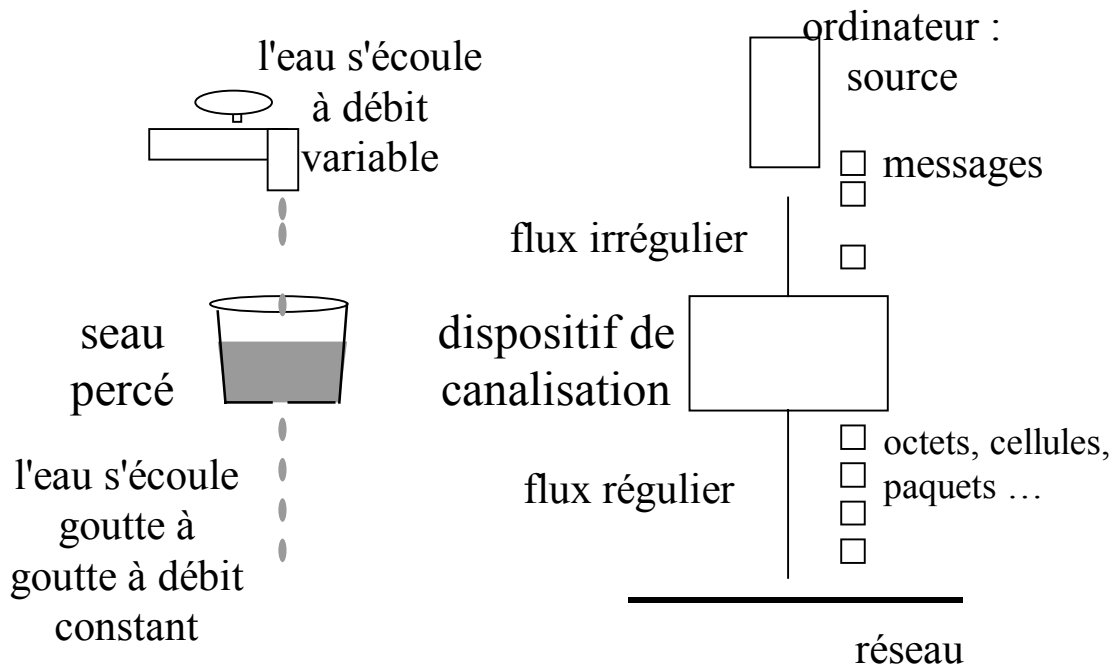 l'eau s'écoule
à débit
variable
seau
percé
l'eau s'écoule
goutte à
goutte à débit
constant
ordinateur :
source
messages
flux irrégulier
dispositif de
canalisation
octets, cellules,
paquets …
flux régulier
réseau